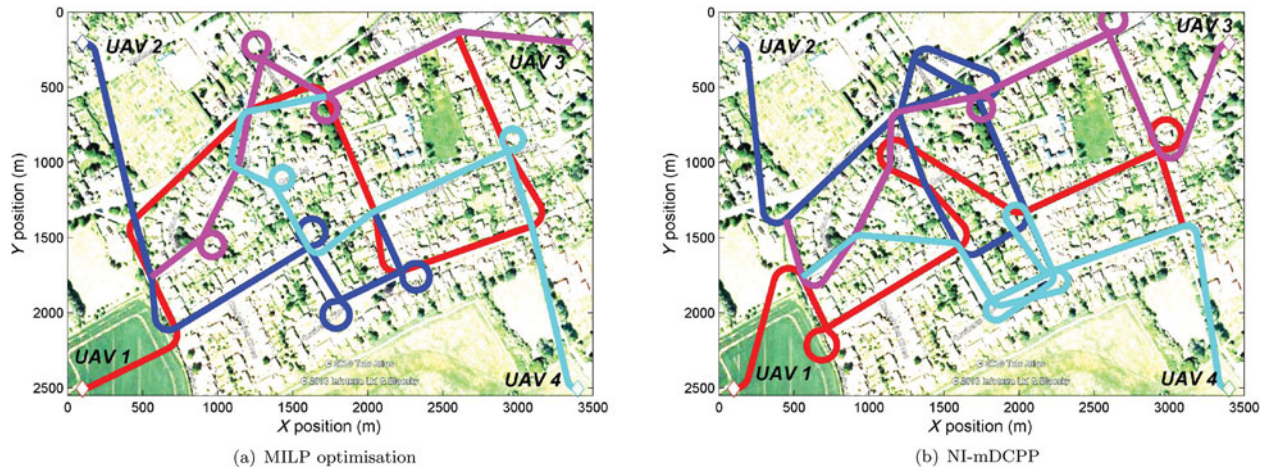 0
500
1000
1500
2000
2500
Y position (m)
0 500 1000 1500 2000 2500 3000 3500
X position (m)
UAV 2
UAV 3
UAV 1
UAV 4
(a) MILP optimisation
0
500
1000
1500
2000
2500
Y position (m)
0 500 1000 1500 2000 2500 3000 3500
X position (m)
UAV 2
UAV 3
UAV 1
UAV 4
(b) NI-mDCPP